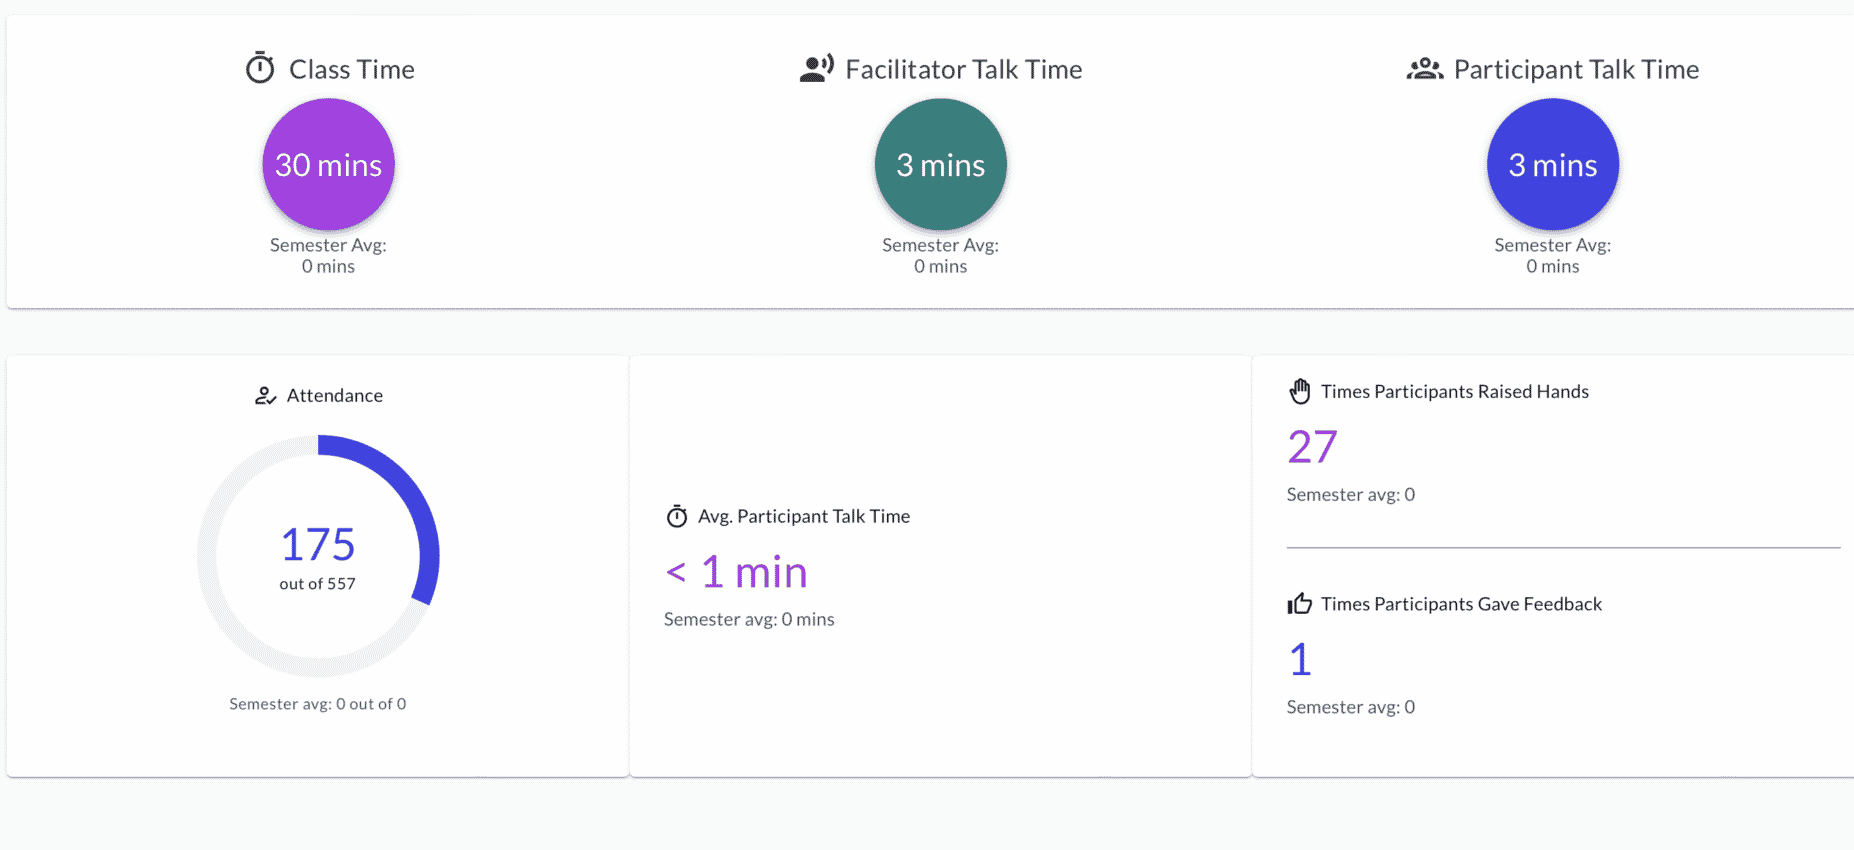 Class Time
30 mins
Semester Avg:
0 mins
Facilitator Talk Time
3 mins
Semester Avg:
0 mins
Participant Talk Time
3 mins
Semester Avg:
0 mins
Attendance
175
out of 557
Semester avg: 0 out of 0
Avg. Participant Talk Time
< 1 min
Semester avg: 0 mins
Times Participants Raised Hands
27
Semester avg: 0
Times Participants Gave Feedback
1
Semester avg: 0